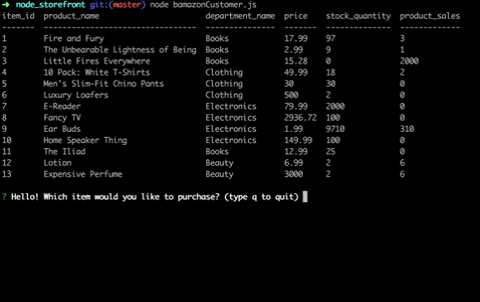 → node_storefront git:(master) node bamazonCustomer.js
item_id product_name department_name price stock_quantity product_sales
------- ------------------------------ --------------- ------- -------------- -------------
1 Fire and Fury Books 17.99 97 3
2 The Unbearable Lightness of Being Books 2.99 9 1
3 Little Fires Everywhere Books 15.28 0 2000
4 10 Pack: White T-Shirts Clothing 49.99 18 2
5 Men's Slim-Fit Chino Pants Clothing 30 30 0
6 Luxury Loafers Clothing 500 2 0
7 E-Reader Electronics 79.99 2000 0
8 Fancy TV Electronics 2936.72 100 0
9 Ear Buds Electronics 1.99 9710 310
10 Home Speaker Thing Electronics 149.99 100 0
11 The Iliad Books 12.99 25 0
12 Lotion Beauty 6.99 2 6
13 Expensive Perfume Beauty 3000 2 6
? Hello! Which item would you like to purchase? (type q to quit)